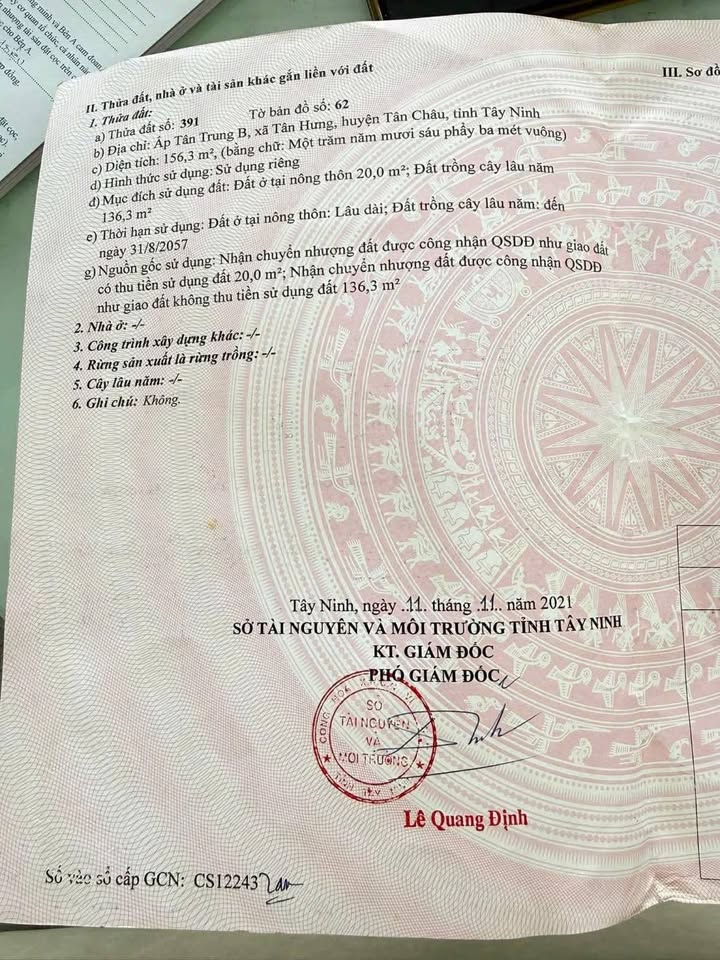 II. Thửa đất, nhà ở và tài sản khác gắn liền với đất
III. Sơ đồ
1. Thửa đất:
a) Thửa đất số: 391 Tờ bản đồ số: 62
b) Địa chỉ: Ấp Tân Trung B, xã Tân Hưng, huyện Tân Châu, tỉnh Tây Ninh
c) Diện tích: 156,3 m², (bằng chữ: Một trăm năm mươi sáu phẩy ba mét vuông)
d) Hình thức sử dụng: Sử dụng riêng
đ) Mục đích sử dụng đất: Đất ở tại nông thôn 20,0 m²; Đất trồng cây lâu năm
136,3 m²
e) Thời hạn sử dụng: Đất ở tại nông thôn: Lâu dài; Đất trồng cây lâu năm: đến
ngày 31/8/2057
g) Nguồn gốc sử dụng: Nhận chuyển nhượng đất được công nhận QSDĐ như giao đất
có thu tiền sử dụng đất 20,0 m²; Nhận chuyển nhượng đất được công nhận QSDĐ
như giao đất không thu tiền sử dụng đất 136,3 m²
2. Nhà ở: -/-
3. Công trình xây dựng khác: -/-
4. Rừng sản xuất là rừng trồng: -/-
5. Cây lâu năm: -/-
6. Ghi chú: Không.
Tây Ninh, ngày .11. tháng .11.. năm 2021
SỞ TÀI NGUYÊN VÀ MÔI TRƯỜNG TỈNH TÂY NINH
KT. GIÁM ĐỐC
PHÓ GIÁM ĐỐC
SỞ
TÀI NGUYÊN
VÀ
MÔI TRƯỜNG
Lê Quang Định
Số vào sổ cấp GCN: CS12243